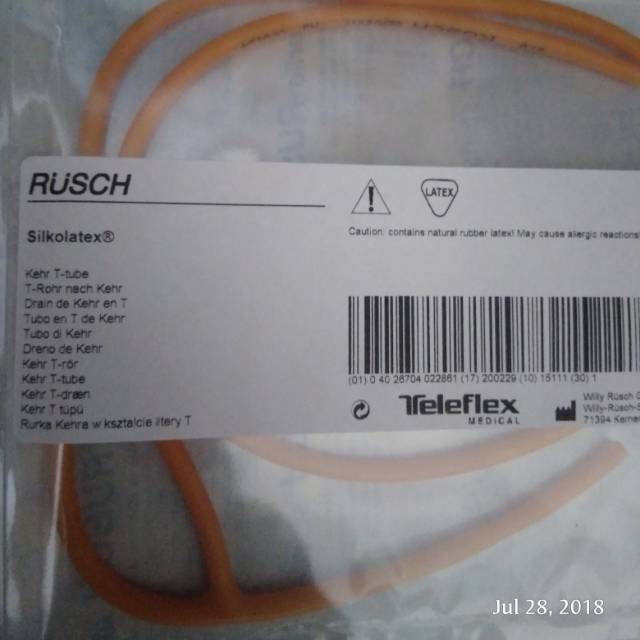 RÜSCH
Silkolatex®
Kehr T-tube
T-Rohr nach Kehr
Drain de Kehr en T
Tubo en T de Kehr
Tubo di Kehr
Dreno de Kehr
Kehr T-rör
Kehr T-tube
Kehr T-dræn
Kehr T tüpü
Rurka Kehra w kształcie litery T
LATEX
Caution: contains natural rubber latex! May cause allergic reactions
(01) 0 40 26704 022861 (17) 200229 (10) 15111 (30) 1
Teleflex
MEDICAL
Willy Rüsch G
Willy-Rüsch-S
71394 Kerner
Jul 28, 2018